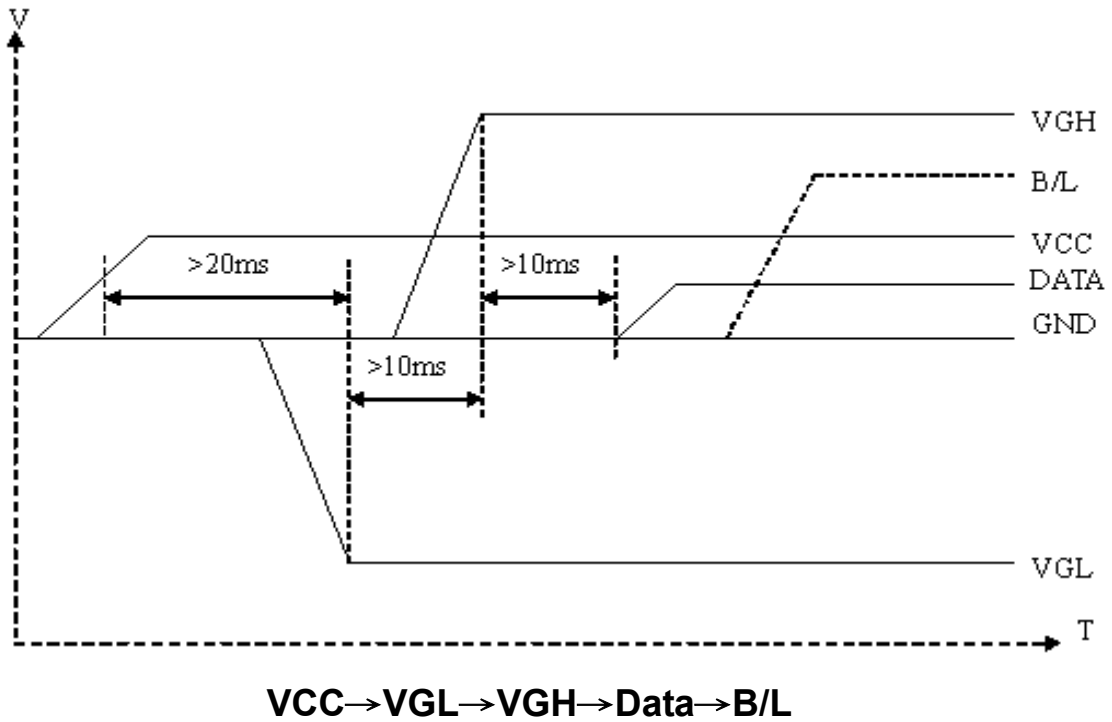 V
VGH
B/L
VCC
>20ms
>10ms
DATA
GND
>10ms
VGL
T
VCC→VGL→VGH→Data→B/L